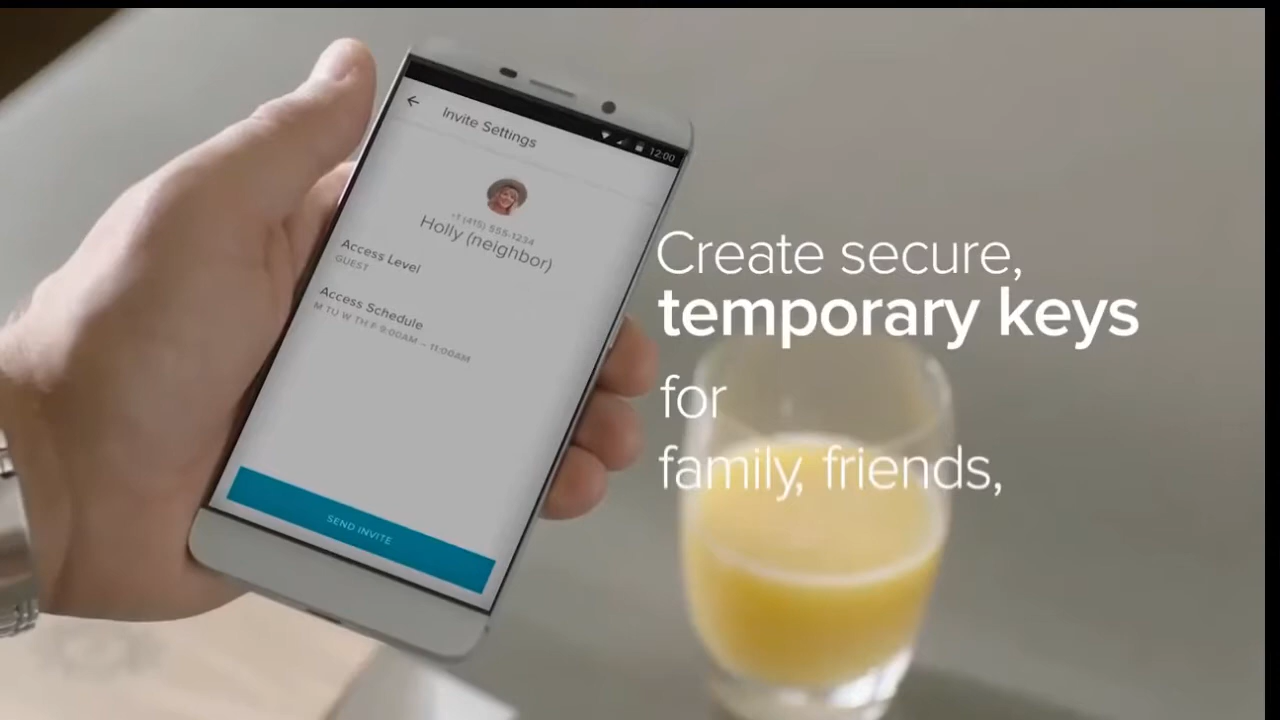 12:00
Invite Settings
+1 (415) 555-1234
Holly (neighbor)
Access Level
GUEST
Access Schedule
M TU W TH F 9:00AM – 11:00AM
SEND INVITE
Create secure,
temporary keys
for
family, friends,